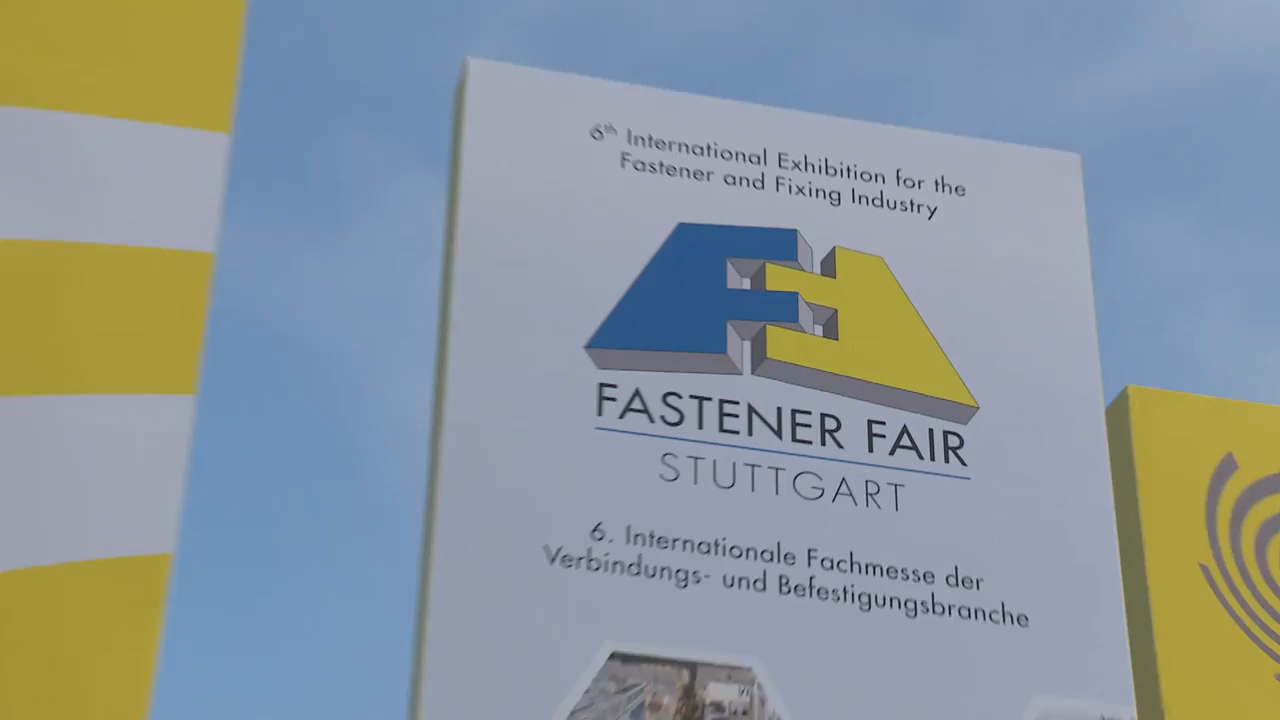 6th International Exhibition for the
Fastener and Fixing Industry
FASTENER FAIR
STUTTGART
6. Internationale Fachmesse der
Verbindungs- und Befestigungsbranche